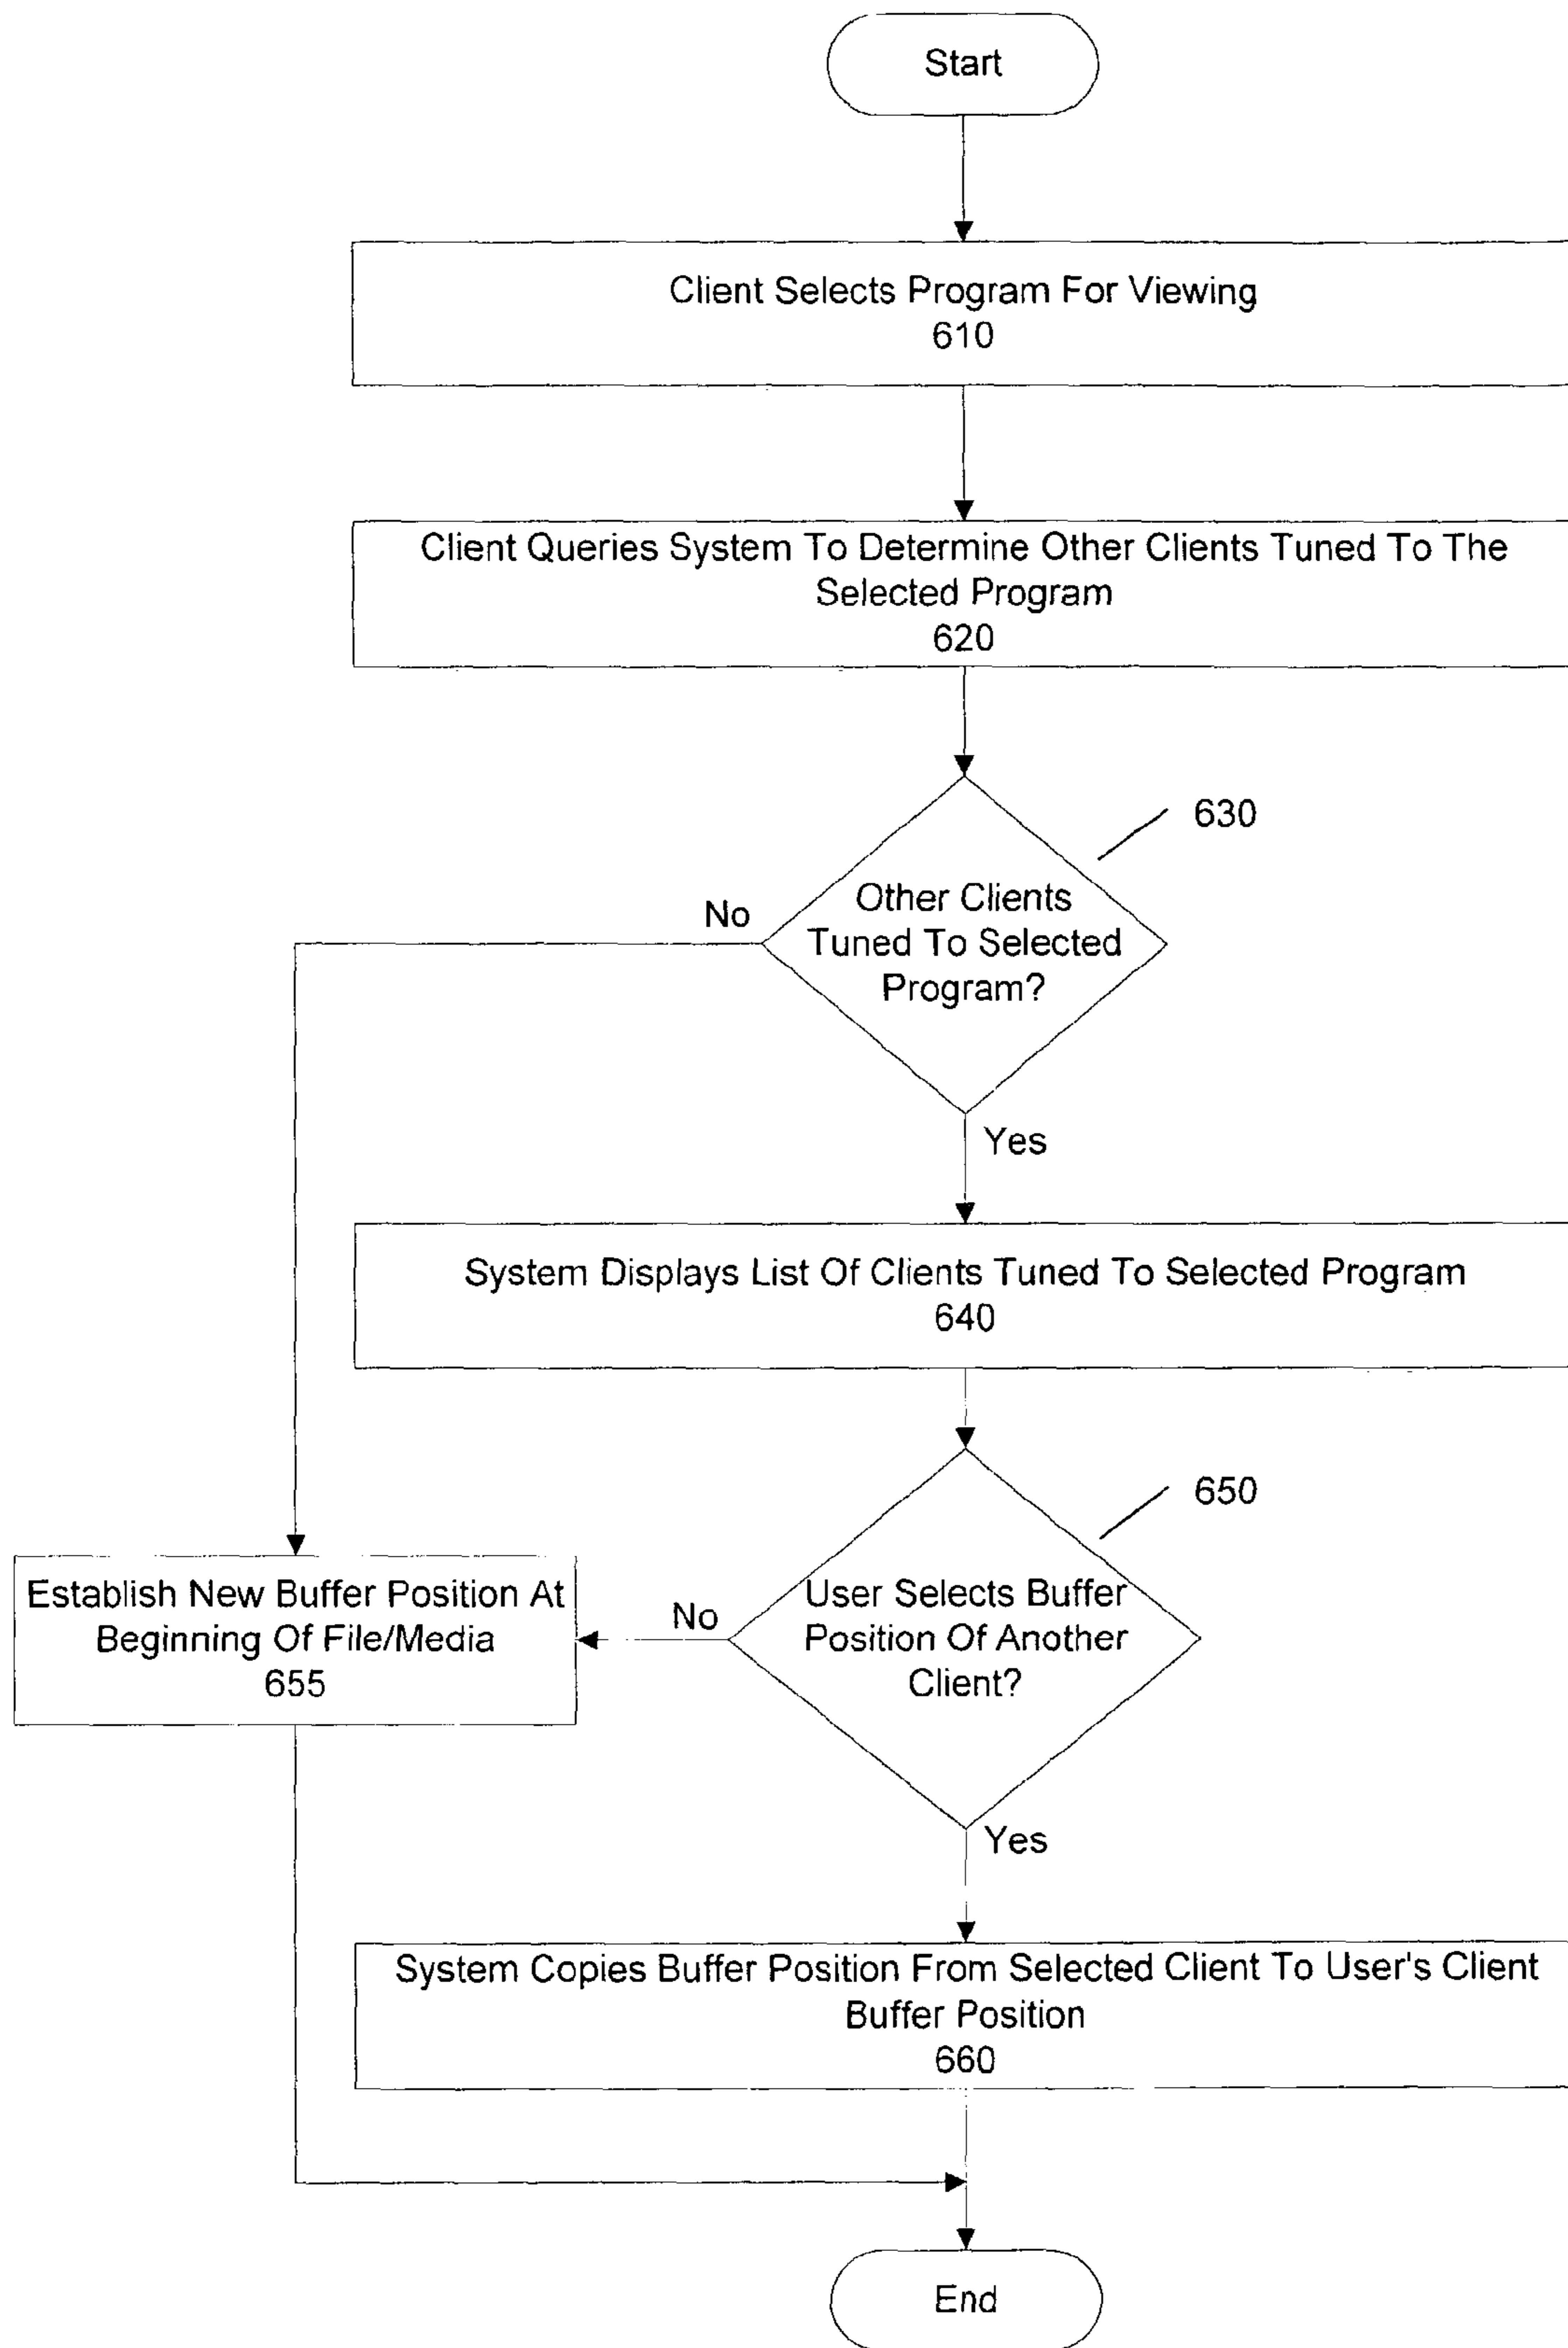 Start
Client Selects Program For Viewing
610
Client Queries System To Determine Other Clients Tuned To The
Selected Program
620
630
Other Clients
Tuned To Selected
Program?
No
Yes
System Displays List Of Clients Tuned To Selected Program
640
650
User Selects Buffer
Position Of Another
Client?
No
Establish New Buffer Position At
Beginning Of File/Media
655
Yes
System Copies Buffer Position From Selected Client To User's Client
Buffer Position
660
End